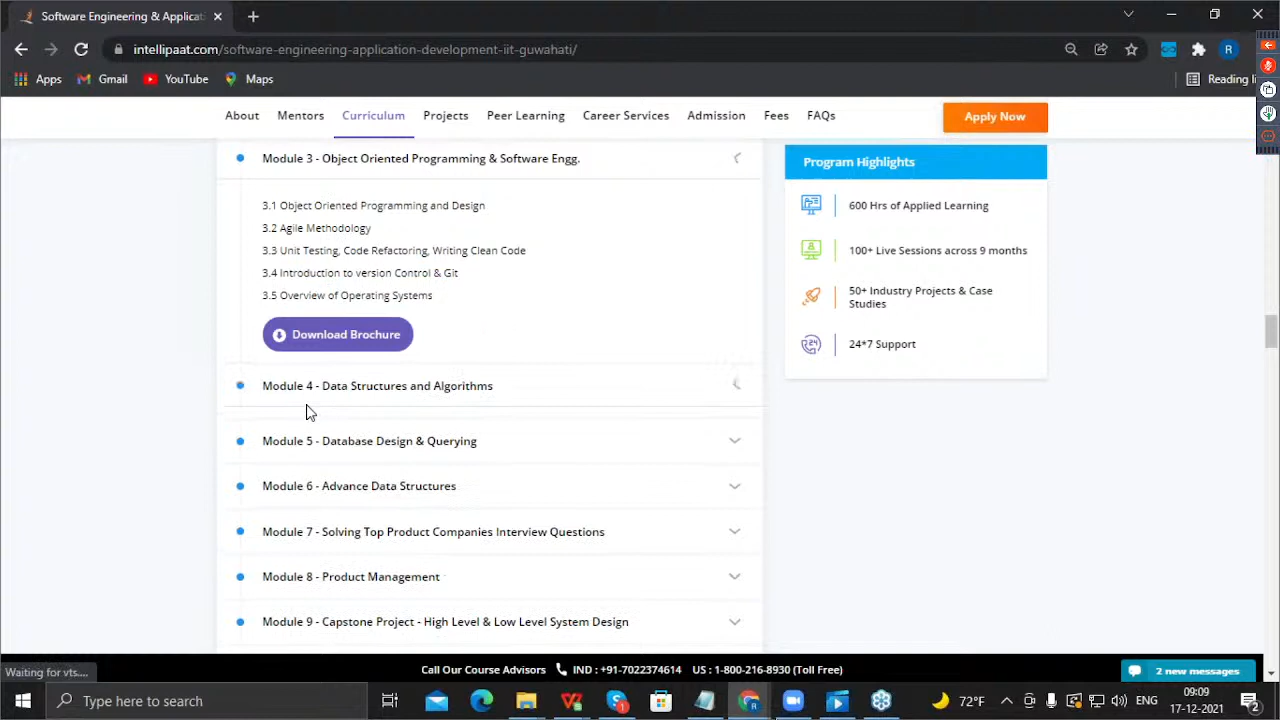 Software Engineering & Applicati
intellipaat.com/software-engineering-application-development-iit-guwahati/
R
Apps
Gmail
YouTube
Maps
Reading li
About
Mentors
Curriculum
Projects
Peer Learning
Career Services
Admission
Fees
FAQs
Apply Now
Module 3 - Object Oriented Programming & Software Engg.
3.1 Object Oriented Programming and Design
3.2 Agile Methodology
3.3 Unit Testing, Code Refactoring, Writing Clean Code
3.4 Introduction to version Control & Git
3.5 Overview of Operating Systems
Download Brochure
Module 4 - Data Structures and Algorithms
Module 5 - Database Design & Querying
Module 6 - Advance Data Structures
Module 7 - Solving Top Product Companies Interview Questions
Module 8 - Product Management
Module 9 - Capstone Project - High Level & Low Level System Design
Program Highlights
600 Hrs of Applied Learning
100+ Live Sessions across 9 months
50+ Industry Projects & Case
Studies
24*7 Support
Waiting for vts....
Call Our Course Advisors
IND : +91-7022374614
US : 1-800-216-8930 (Toll Free)
2 new messages
Type here to search
72°F
ENG
09:09
17-12-2021
2